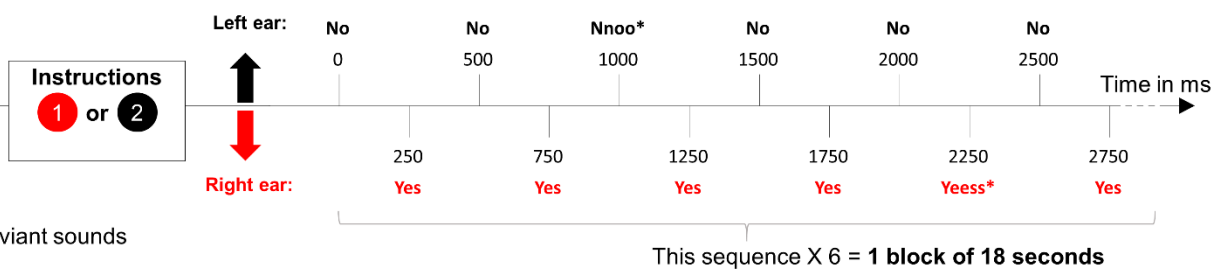 Left ear:
No No Nnoo* No No No
0 500 1000 1500 2000 2500
Instructions
1 or 2
Time in ms
250 750 1250 1750 2250 2750
Right ear:
Yes Yes Yes Yes Yeess* Yes
viant sounds
This sequence X 6 = 1 block of 18 seconds